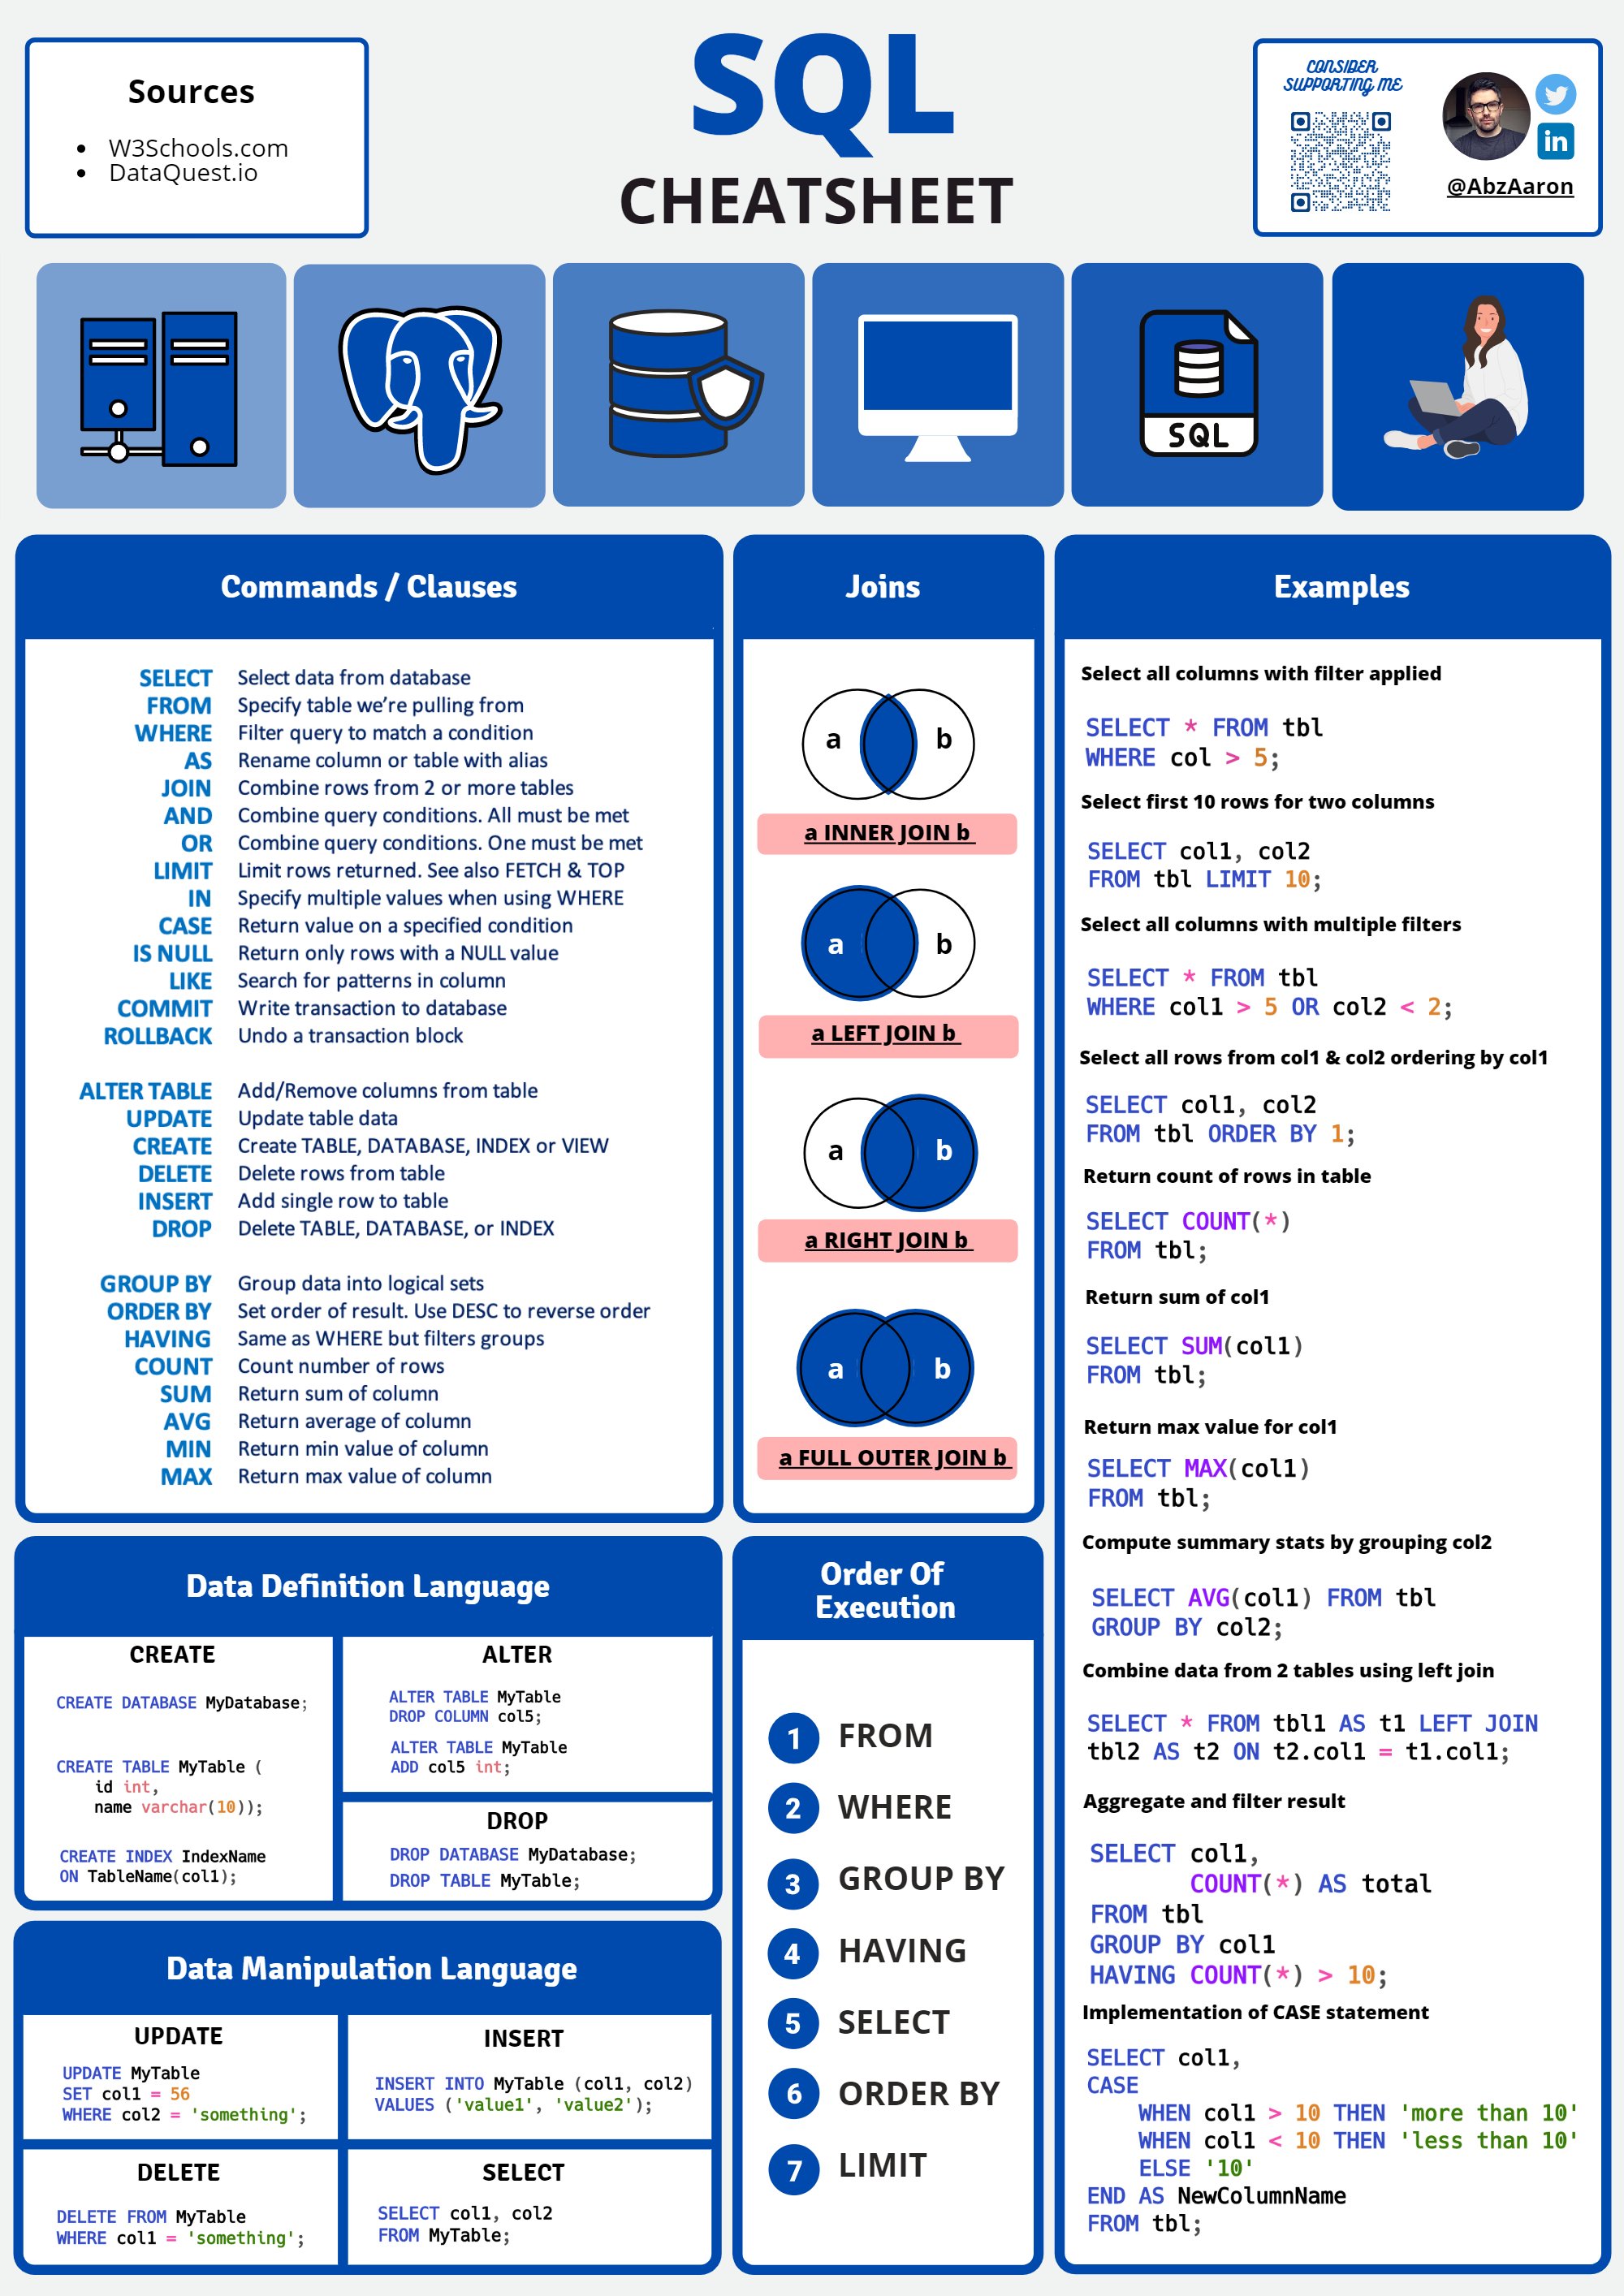 Sources
• W3Schools.com
• DataQuest.io
SQL
CHEATSHEET
CONSIDER
SUPPORTING ME
in
@AbzAaron
SQL
Commands / Clauses
SELECT Select data from database
FROM Specify table we’re pulling from
WHERE Filter query to match a condition
AS Rename column or table with alias
JOIN Combine rows from 2 or more tables
AND Combine query conditions. All must be met
OR Combine query conditions. One must be met
LIMIT Limit rows returned. See also FETCH & TOP
IN Specify multiple values when using WHERE
CASE Return value on a specified condition
IS NULL Return only rows with a NULL value
LIKE Search for patterns in column
COMMIT Write transaction to database
ROLLBACK Undo a transaction block
ALTER TABLE Add/Remove columns from table
UPDATE Update table data
CREATE Create TABLE, DATABASE, INDEX or VIEW
DELETE Delete rows from table
INSERT Add single row to table
DROP Delete TABLE, DATABASE, or INDEX
GROUP BY Group data into logical sets
ORDER BY Set order of result. Use DESC to reverse order
HAVING Same as WHERE but filters groups
COUNT Count number of rows
SUM Return sum of column
AVG Return average of column
MIN Return min value of column
MAX Return max value of column
Joins
a b
a INNER JOIN b
a b
a LEFT JOIN b
a b
a RIGHT JOIN b
a b
a FULL OUTER JOIN b
Examples
Select all columns with filter applied
SELECT * FROM tbl
WHERE col > 5;
Select first 10 rows for two columns
SELECT col1, col2
FROM tbl LIMIT 10;
Select all columns with multiple filters
SELECT * FROM tbl
WHERE col1 > 5 OR col2 < 2;
Select all rows from col1 & col2 ordering by col1
SELECT col1, col2
FROM tbl ORDER BY 1;
Return count of rows in table
SELECT COUNT(*)
FROM tbl;
Return sum of col1
SELECT SUM(col1)
FROM tbl;
Return max value for col1
SELECT MAX(col1)
FROM tbl;
Compute summary stats by grouping col2
SELECT AVG(col1) FROM tbl
GROUP BY col2;
Combine data from 2 tables using left join
SELECT * FROM tbl1 AS t1 LEFT JOIN
tbl2 AS t2 ON t2.col1 = t1.col1;
Aggregate and filter result
SELECT col1,
COUNT(*) AS total
FROM tbl
GROUP BY col1
HAVING COUNT(*) > 10;
Implementation of CASE statement
SELECT col1,
CASE
WHEN col1 > 10 THEN 'more than 10'
WHEN col1 < 10 THEN 'less than 10'
ELSE '10'
END AS NewColumnName
FROM tbl;
Data Definition Language
CREATE
CREATE DATABASE MyDatabase;
CREATE TABLE MyTable (
id int,
name varchar(10));
CREATE INDEX IndexName
ON TableName(col1);
ALTER
ALTER TABLE MyTable
DROP COLUMN col5;
ALTER TABLE MyTable
ADD col5 int;
DROP
DROP DATABASE MyDatabase;
DROP TABLE MyTable;
Data Manipulation Language
UPDATE
UPDATE MyTable
SET col1 = 56
WHERE col2 = 'something';
INSERT
INSERT INTO MyTable (col1, col2)
VALUES ('value1', 'value2');
DELETE
DELETE FROM MyTable
WHERE col1 = 'something';
SELECT
SELECT col1, col2
FROM MyTable;
Order Of
Execution
1 FROM
2 WHERE
3 GROUP BY
4 HAVING
5 SELECT
6 ORDER BY
7 LIMIT